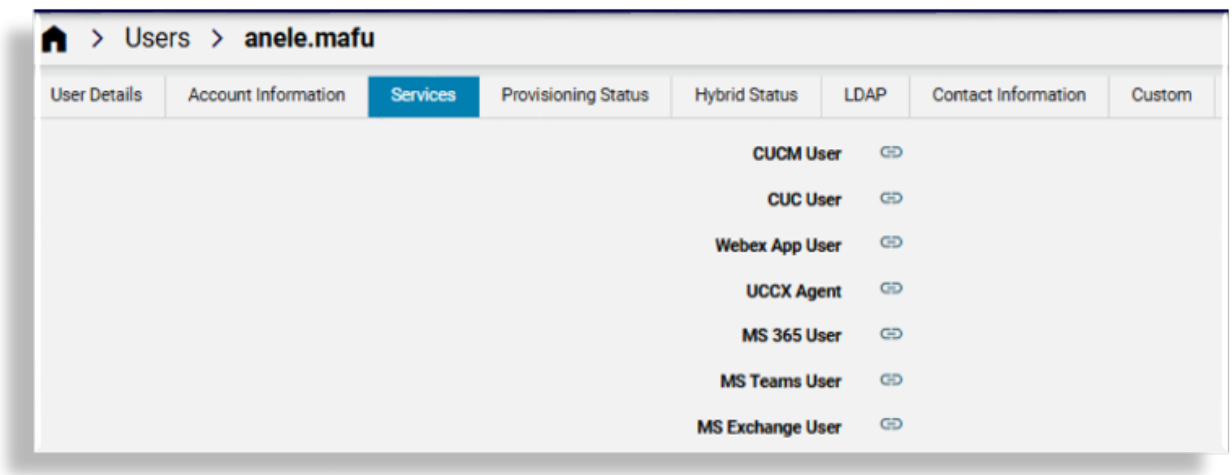 > Users > anele.mafu
User Details Account Information Services Provisioning Status Hybrid Status LDAP Contact Information Custom
CUCM User
CUC User
Webex App User
UCCX Agent
MS 365 User
MS Teams User
MS Exchange User